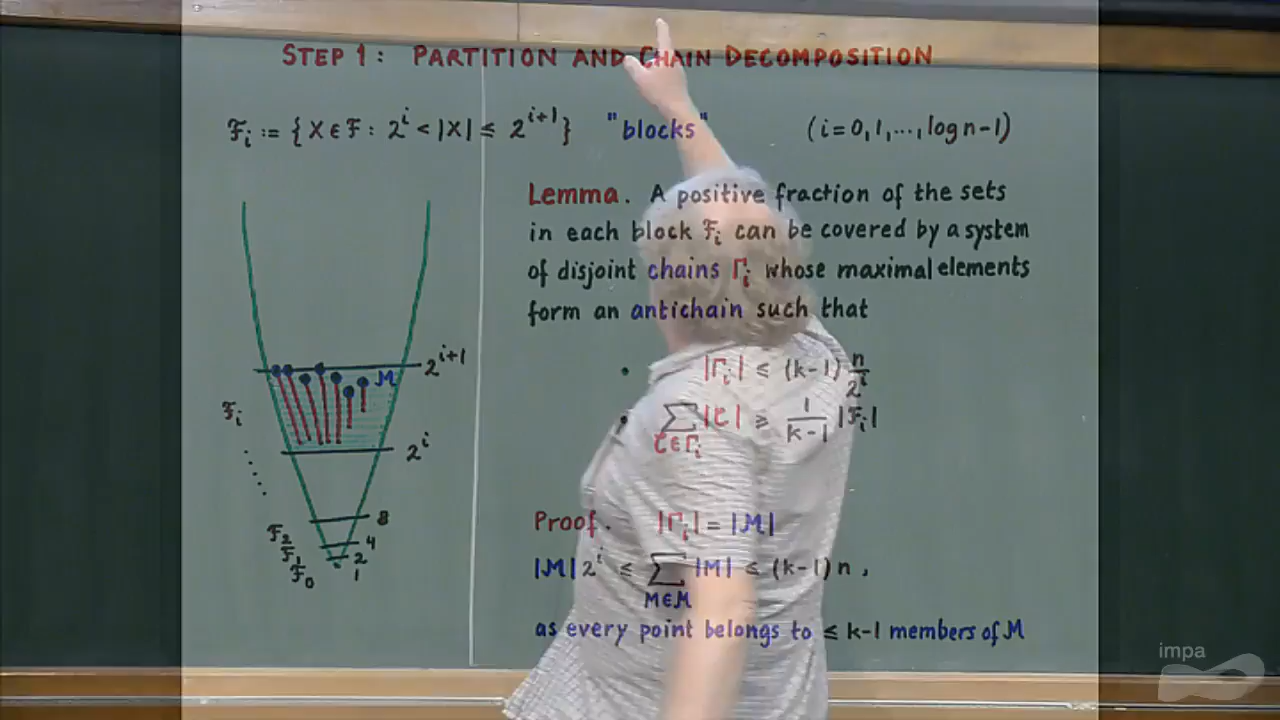 STEP 1: PARTITION AND CHAIN DECOMPOSITION
ℱᵢ := { X ∈ ℱ : 2ⁱ < |X| ≤ 2ⁱ⁺¹ } "blocks" (i = 0, 1, ..., log n - 1)
Lemma. A positive fraction of the sets
in each block ℱᵢ can be covered by a system
of disjoint chains Γᵢ whose maximal elements
form an antichain such that
• |Γᵢ| ≤ (k-1) n/2ⁱ
• ∑_{C∈Γᵢ} |C| ≥ 1/(k-1) |ℱᵢ|
Proof. |Γᵢ| = |M|
|M| 2ⁱ ≤ ∑_{M∈M} |M| ≤ (k-1) n,
as every point belongs to ≤ k-1 members of M
2ⁱ⁺¹
M
ℱᵢ
2ⁱ
8
ℱ₂
4
ℱ₁
2
ℱ₀
1
impa